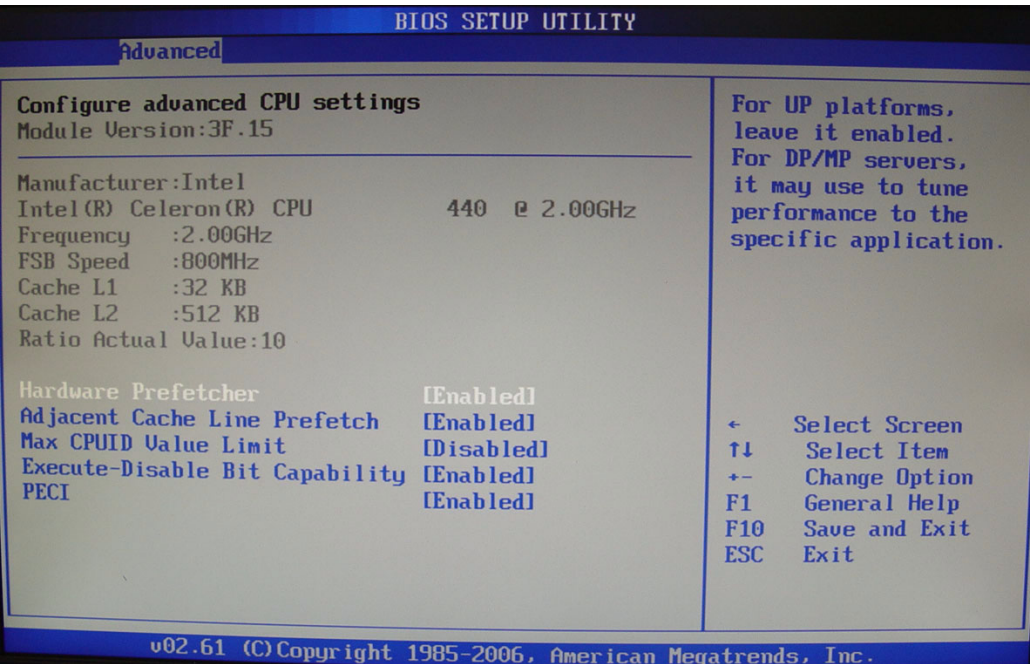 BIOS SETUP UTILITY
Advanced
Configure advanced CPU settings
Module Version:3F.15
Manufacturer:Intel
Intel(R) Celeron(R) CPU 440 @ 2.00GHz
Frequency :2.00GHz
FSB Speed :800MHz
Cache L1 :32 KB
Cache L2 :512 KB
Ratio Actual Value:10
Hardware Prefetcher [Enabled]
Adjacent Cache Line Prefetch [Enabled]
Max CPUID Value Limit [Disabled]
Execute-Disable Bit Capability [Enabled]
PECI [Enabled]
For UP platforms,
leave it enabled.
For DP/MP servers,
it may use to tune
performance to the
specific application.
← Select Screen
↑↓ Select Item
+- Change Option
F1 General Help
F10 Save and Exit
ESC Exit
v02.61 (C)Copyright 1985-2006, American Megatrends, Inc.